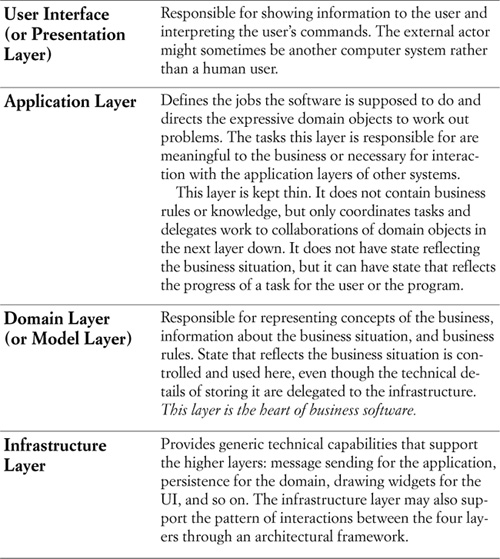 User Interface
(or Presentation
Layer)
Responsible for showing information to the user and
interpreting the user's commands. The external actor
might sometimes be another computer system rather
than a human user.
Application Layer
Defines the jobs the software is supposed to do and
directs the expressive domain objects to work out
problems. The tasks this layer is responsible for are
meaningful to the business or necessary for interac-
tion with the application layers of other systems.
This layer is kept thin. It does not contain business
rules or knowledge, but only coordinates tasks and
delegates work to collaborations of domain objects in
the next layer down. It does not have state reflecting
the business situation, but it can have state that reflects
the progress of a task for the user or the program.
Domain Layer
(or Model Layer)
Responsible for representing concepts of the business,
information about the business situation, and business
rules. State that reflects the business situation is con-
trolled and used here, even though the technical de-
tails of storing it are delegated to the infrastructure.
This layer is the heart of business software.
Infrastructure
Layer
Provides generic technical capabilities that support
the higher layers: message sending for the application,
persistence for the domain, drawing widgets for the
UI, and so on. The infrastructure layer may also sup-
port the pattern of interactions between the four lay-
ers through an architectural framework.